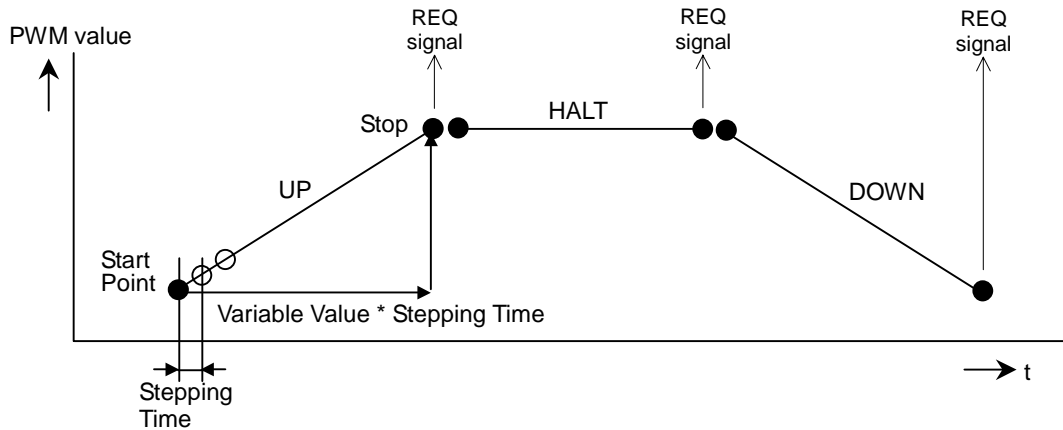 PWM value
REQ
signal
REQ
signal
REQ
signal
Stop
HALT
UP
DOWN
Start
Point
Variable Value * Stepping Time
t
Stepping
Time